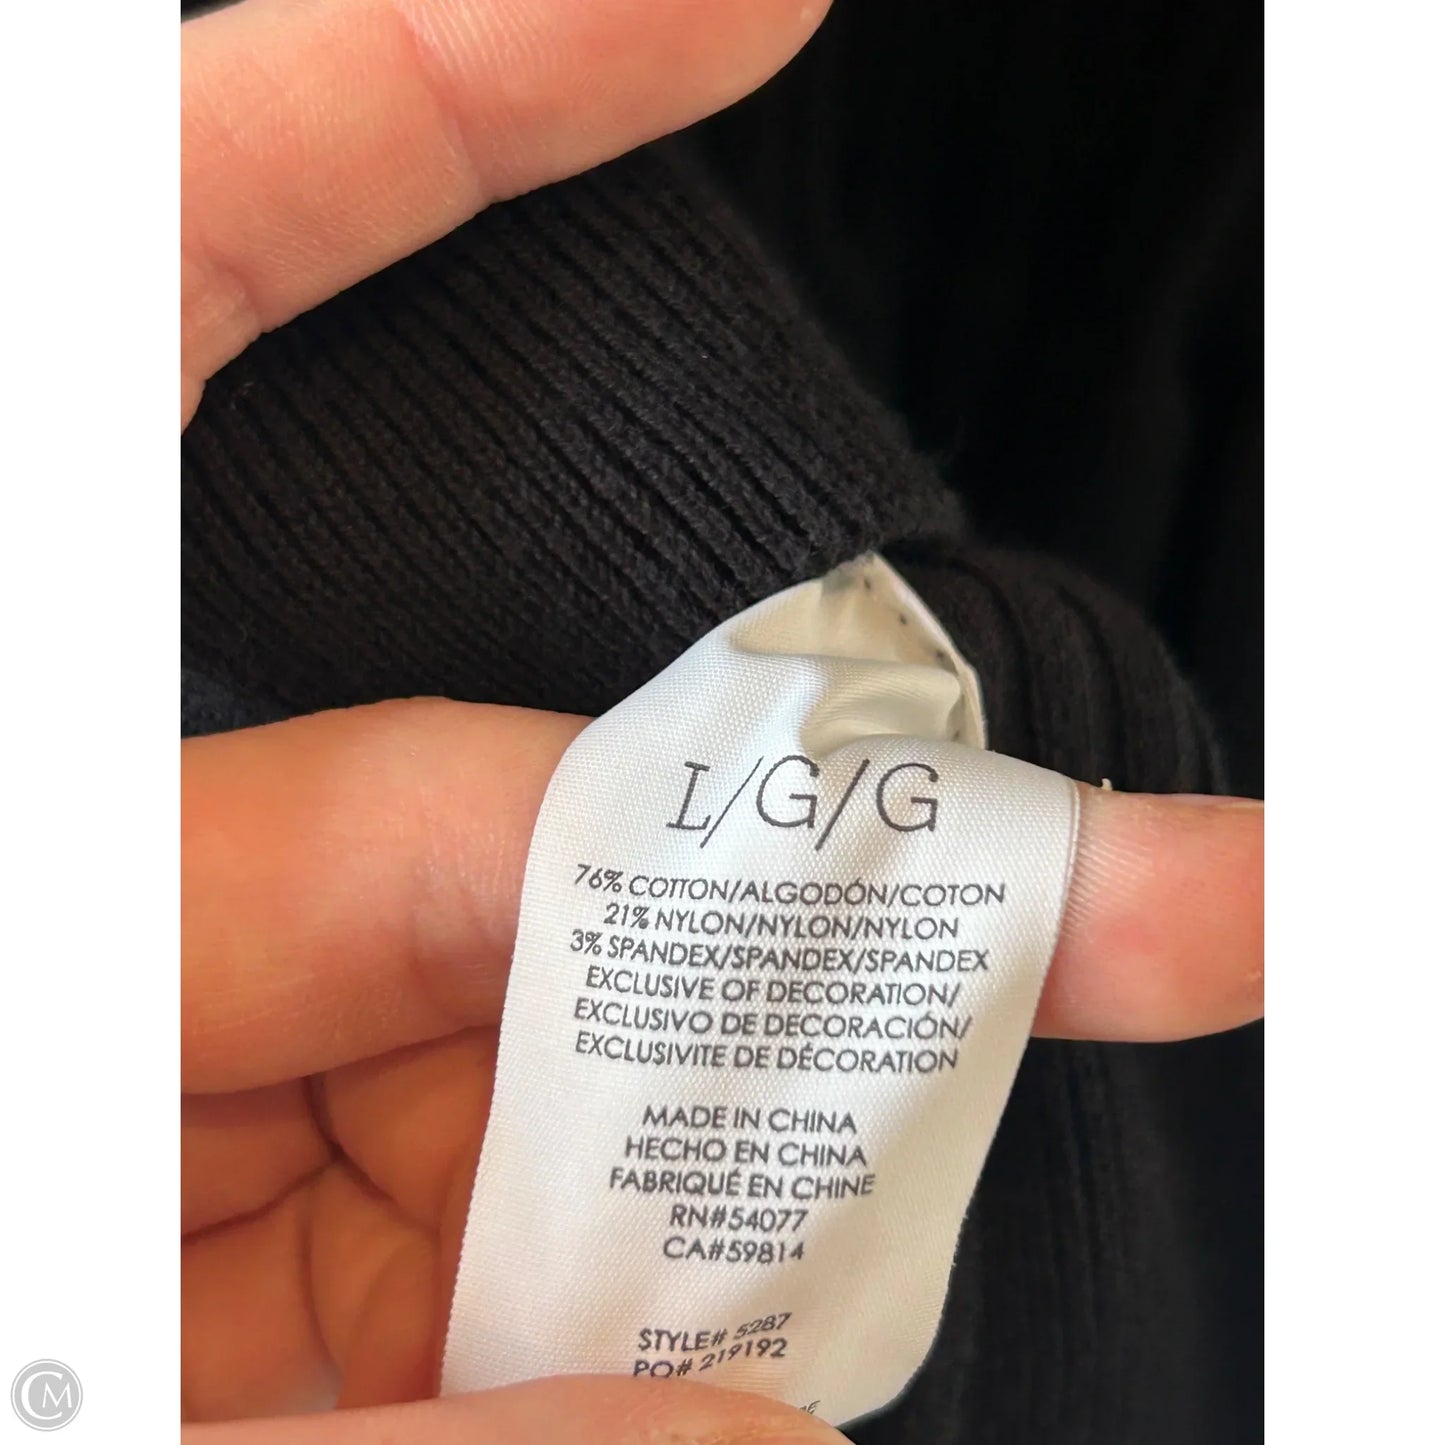 L/G/G
76% COTTON/ALGODÓN/COTON
21% NYLON/NYLON/NYLON
3% SPANDEX/SPANDEX/SPANDEX
EXCLUSIVE OF DECORATION/
EXCLUSIVO DE DECORACIÓN/
EXCLUSIVITE DE DÉCORATION
MADE IN CHINA
HECHO EN CHINA
FABRIQUÉ EN CHINE
RN#54077
CA#59814
STYLE# 5287
PO# 219192
CM